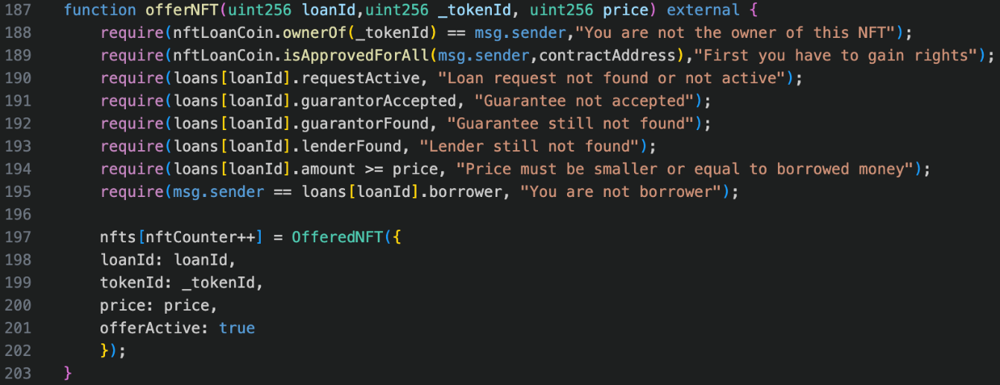 187 function offerNFT(uint256 loanId,uint256 _tokenId, uint256 price) external {
188 require(nftLoanCoin.ownerOf(_tokenId) == msg.sender,"You are not the owner of this NFT");
189 require(nftLoanCoin.isApprovedForAll(msg.sender,contractAddress),"First you have to gain rights");
190 require(loans[loanId].requestActive, "Loan request not found or not active");
191 require(loans[loanId].guarantorAccepted, "Guarantee not accepted");
192 require(loans[loanId].guarantorFound, "Guarantee still not found");
193 require(loans[loanId].lenderFound, "Lender still not found");
194 require(loans[loanId].amount >= price, "Price must be smaller or equal to borrowed money");
195 require(msg.sender == loans[loanId].borrower, "You are not borrower");
196
197 nfts[nftCounter++] = OfferedNFT({
198 loanId: loanId,
199 tokenId: _tokenId,
200 price: price,
201 offerActive: true
202 });
203 }